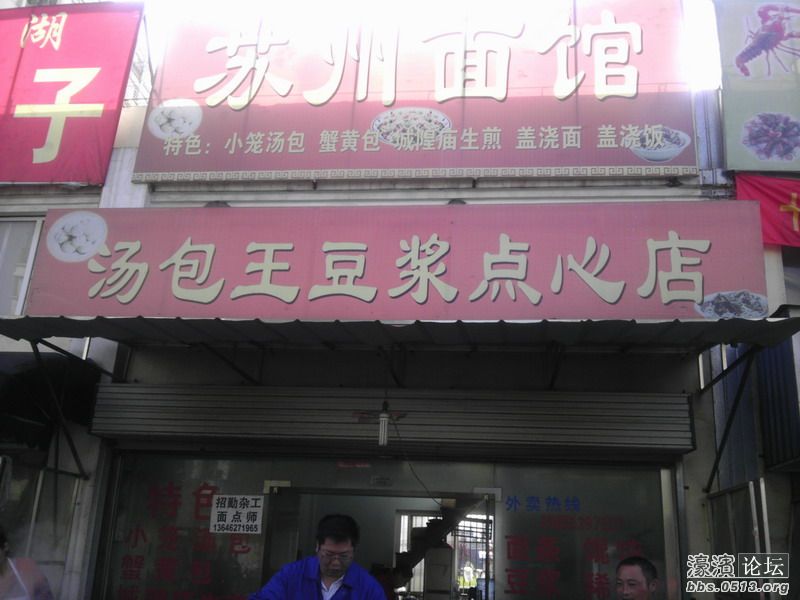 湖
子
苏州面馆
特色：小笼汤包 蟹黄包 城隍庙生煎 盖浇面 盖浇饭
汤包王豆浆点心店
特色
小笼汤包
蟹黄包
招勤杂工
面点师
13646271965
外卖热线
濠滨论坛
bbs.0513.org